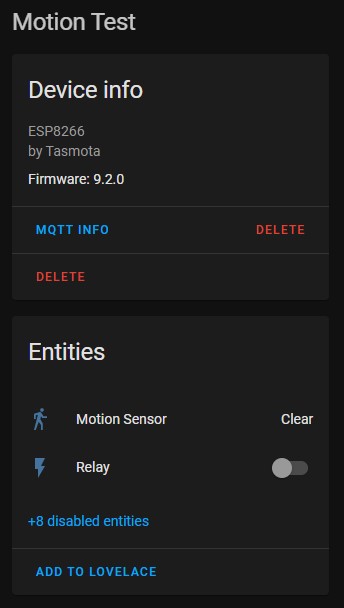 Motion Test
Device info
ESP8266
by Tasmota
Firmware: 9.2.0
MQTT INFO DELETE
DELETE
Entities
Motion Sensor Clear
Relay
+8 disabled entities
ADD TO LOVELACE